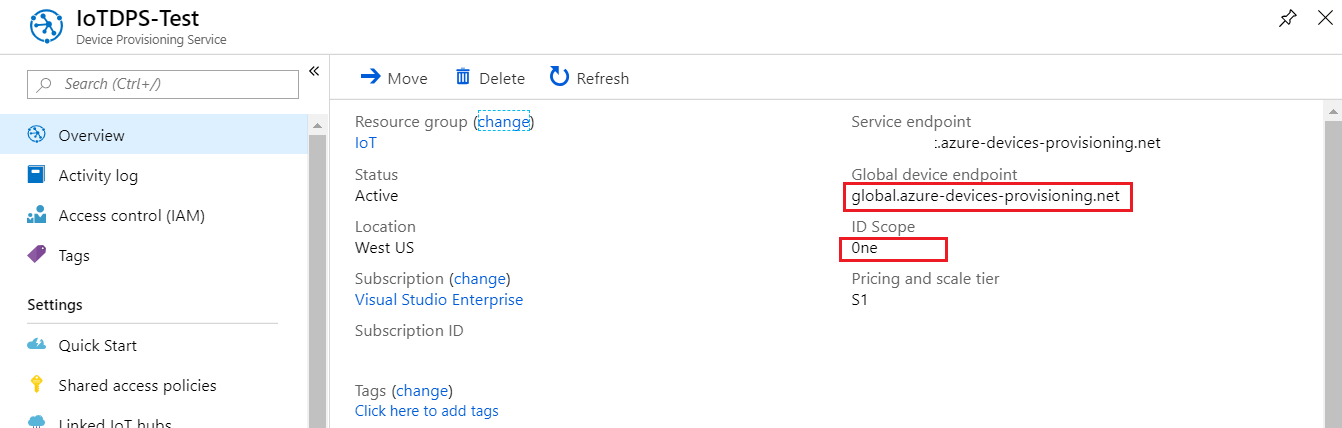 IoTDPS-Test
Device Provisioning Service
Search (Ctrl+/)
«
Overview
Activity log
Access control (IAM)
Tags
Settings
Quick Start
Shared access policies
Linked IoT hubs
Move Delete Refresh
Resource group (change)
IoT
Status
Active
Location
West US
Subscription (change)
Visual Studio Enterprise
Subscription ID
Tags (change)
Click here to add tags
Service endpoint
:.azure-devices-provisioning.net
Global device endpoint
global.azure-devices-provisioning.net
ID Scope
0ne
Pricing and scale tier
S1